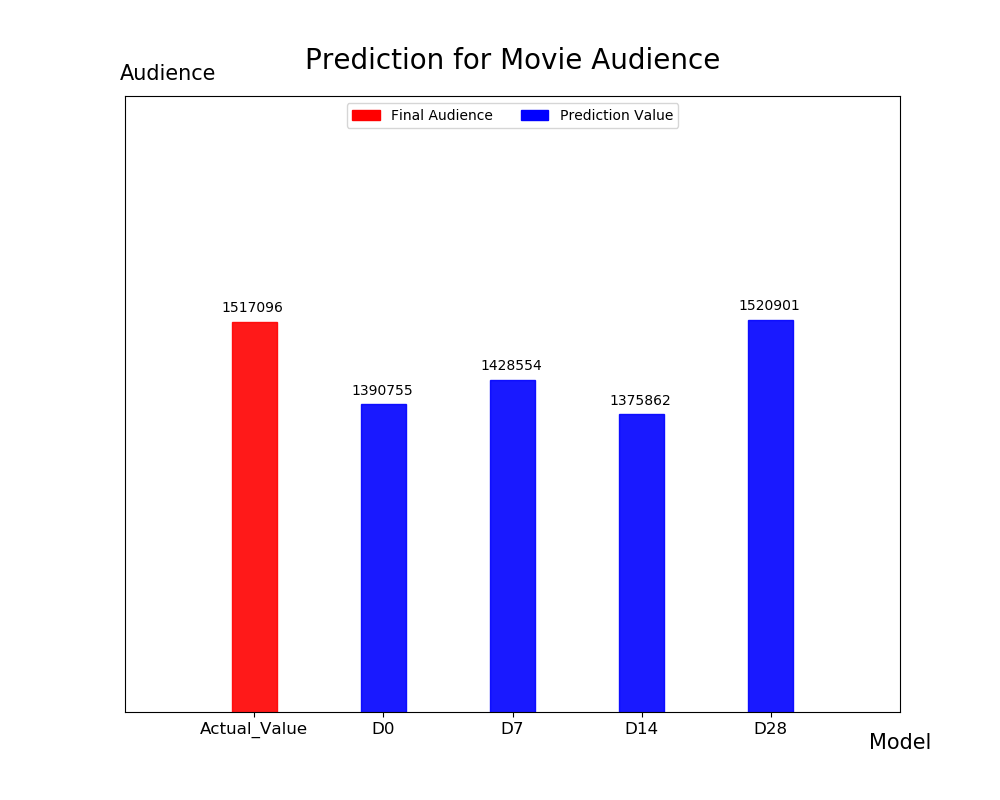 Prediction for Movie Audience
Audience
Final Audience Prediction Value
1517096
1390755
1428554
1375862
1520901
Actual_Value D0 D7 D14 D28
Model